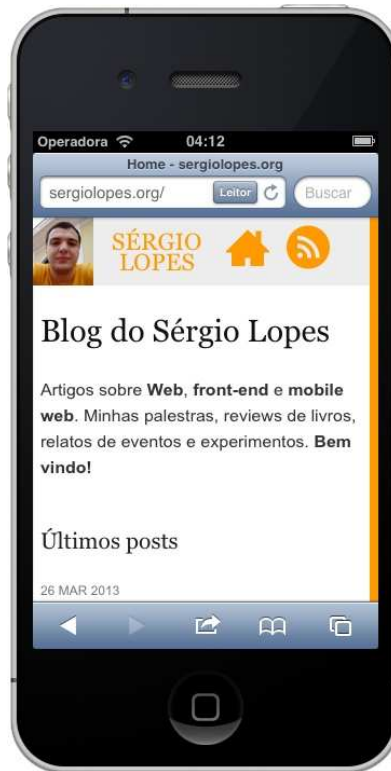 Operadora 04:12
Home - sergiolopes.org
sergiolopes.org/ Leitor Buscar
SÉRGIO
LOPES
Blog do Sérgio Lopes
Artigos sobre Web, front-end e mobile
web. Minhas palestras, reviews de livros,
relatos de eventos e experimentos. Bem
vindo!
Últimos posts
26 MAR 2013